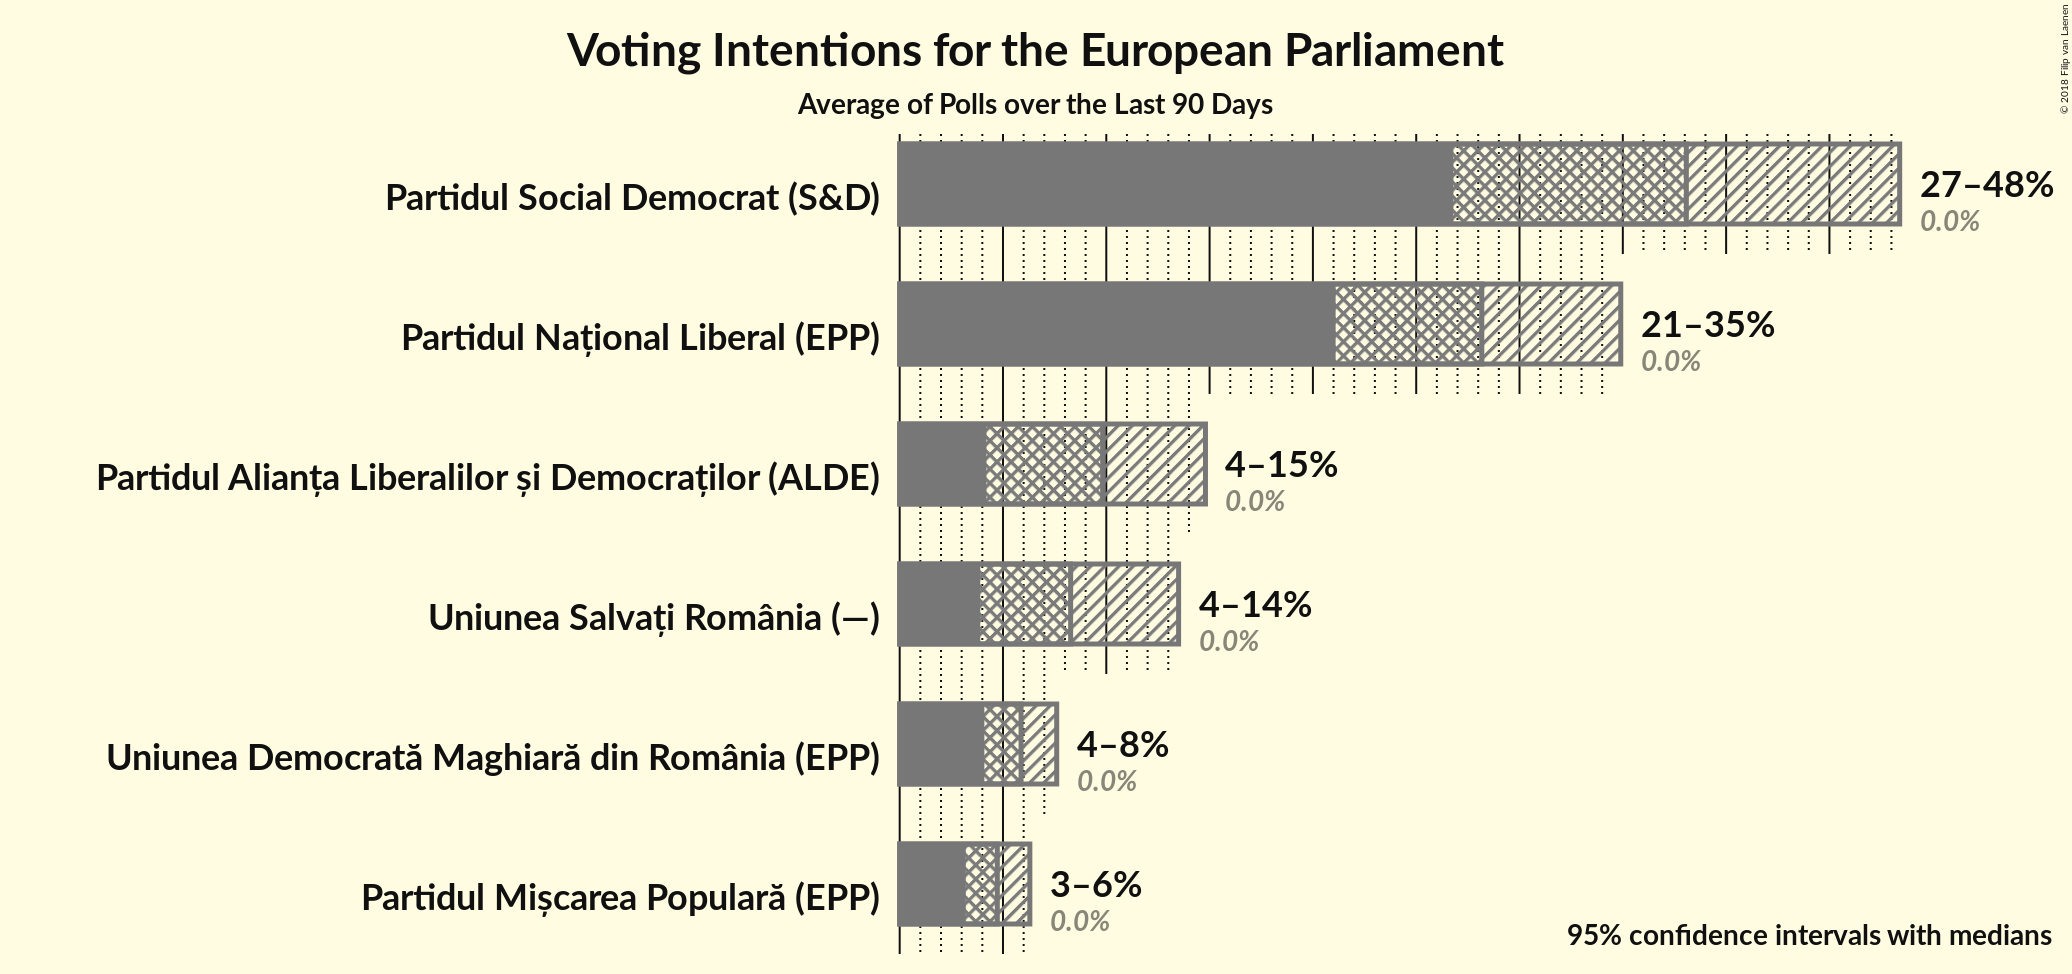 Voting Intentions for the European Parliament
Average of Polls over the Last 90 Days
© 2018 Filip van Laenen
Partidul Social Democrat (S&D)
27–48%
0.0%
Partidul Național Liberal (EPP)
21–35%
0.0%
Partidul Alianța Liberalilor și Democraților (ALDE)
4–15%
0.0%
Uniunea Salvați România (—)
4–14%
0.0%
Uniunea Democrată Maghiară din România (EPP)
4–8%
0.0%
Partidul Mișcarea Populară (EPP)
3–6%
0.0%
95% confidence intervals with medians